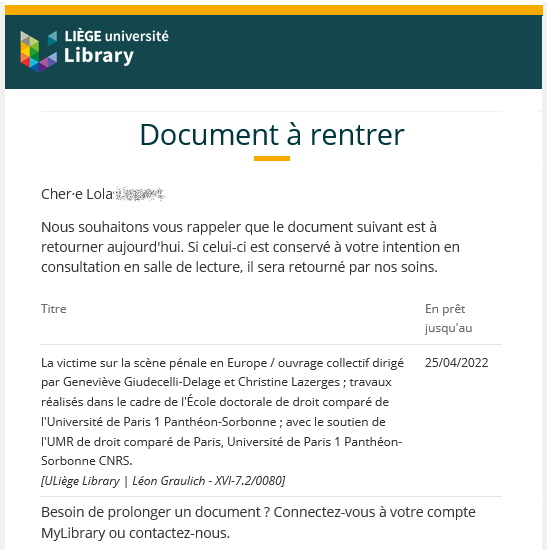 LIÈGE université
Library
Document à rentrer
Cher·e Lola
Nous souhaitons vous rappeler que le document suivant est à
retourner aujourd'hui. Si celui-ci est conservé à votre intention en
consultation en salle de lecture, il sera retourné par nos soins.
Titre
En prêt
jusqu'au
La victime sur la scène pénale en Europe / ouvrage collectif dirigé
par Geneviève Giudecelli-Delage et Christine Lazerges ; travaux
réalisés dans le cadre de l'École doctorale de droit comparé de
l'Université de Paris 1 Panthéon-Sorbonne ; avec le soutien de
l'UMR de droit comparé de Paris, Université de Paris 1 Panthéon-
Sorbonne CNRS.
[ULiège Library | Léon Graulich - XVI-7.2/0080]
25/04/2022
Besoin de prolonger un document ? Connectez-vous à votre compte
MyLibrary ou contactez-nous.